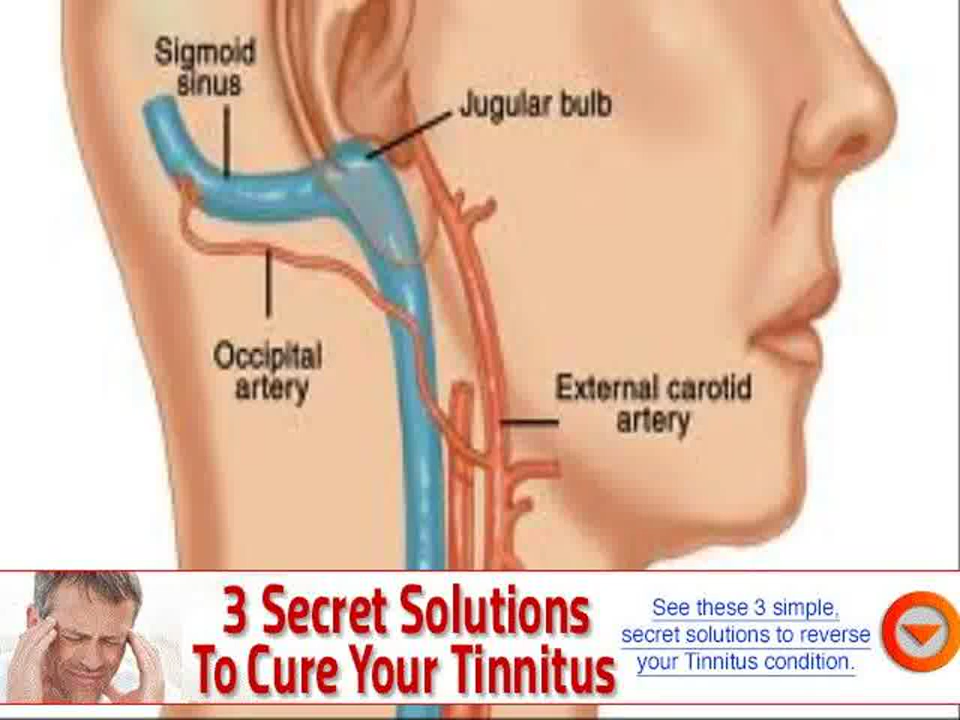 Sigmoid
sinus
Jugular bulb
Occipital
artery
External carotid
artery
3 Secret Solutions
To Cure Your Tinnitus
See these 3 simple,
secret solutions to reverse
your Tinnitus condition.